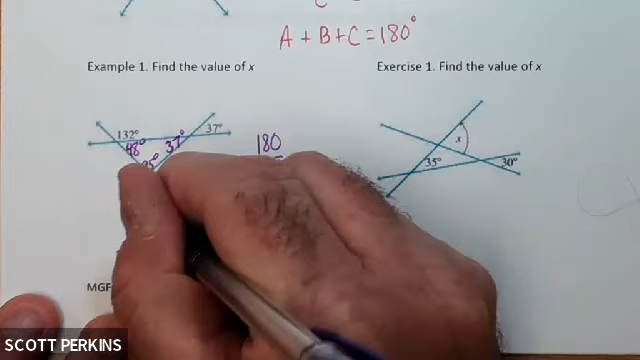 A + B + C = 180°
Example 1. Find the value of x
Exercise 1. Find the value of x
132°
37°
48°
37°
180
x
35°
30°
MGF
SCOTT PERKINS